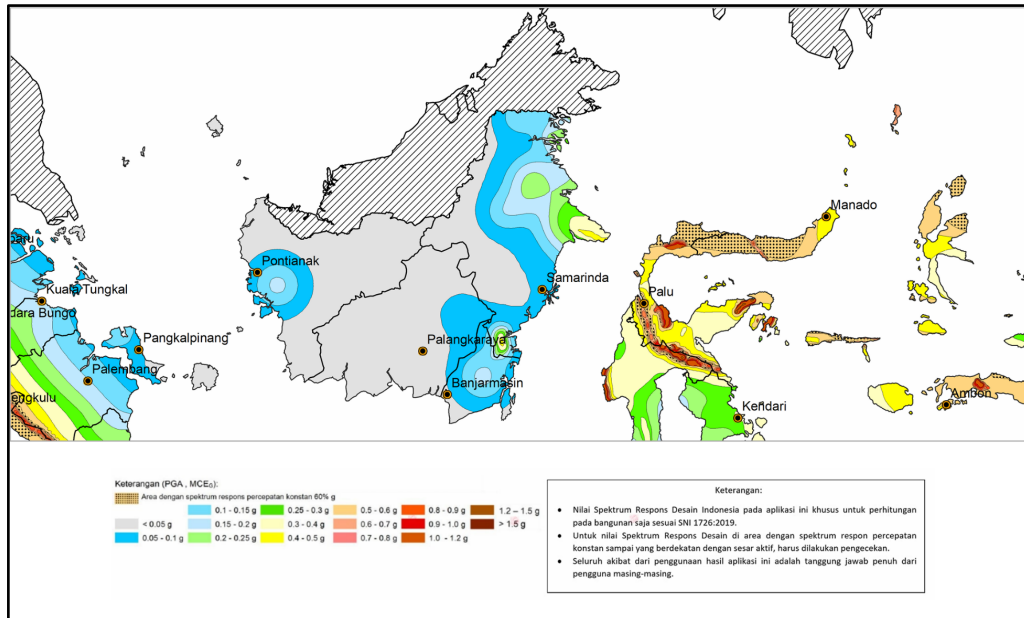 Manado
Pontianak
Samarinda
Kuala Tungkal
Palu
dara Bungo
Pangkalpinang
Palangkaraya
Palembang
Banjarmasin
engkulu
Ambon
Kendari
Keterangan (PGA , MCEG):
Area dengan spektrum respons percepatan konstan 60% g
0.1 - 0.15 g 0.25 - 0.3 g 0.5 - 0.6 g 0.8 - 0.9 g 1.2 – 1.5 g
< 0.05 g 0.15 - 0.2 g 0.3 - 0.4 g 0.6 - 0.7 g 0.9 - 1.0 g > 1.5 g
0.05 - 0.1 g 0.2 - 0.25 g 0.4 - 0.5 g 0.7 - 0.8 g 1.0 - 1.2 g
Keterangan:
• Nilai Spektrum Respons Desain Indonesia pada aplikasi ini khusus untuk perhitungan
pada bangunan saja sesuai SNI 1726:2019.
• Untuk nilai Spektrum Respons Desain di area dengan spektrum respon percepatan
konstan sampai yang berdekatan dengan sesar aktif, harus dilakukan pengecekan.
• Seluruh akibat dari penggunaan hasil aplikasi ini adalah tanggung jawab penuh dari
pengguna masing-masing.